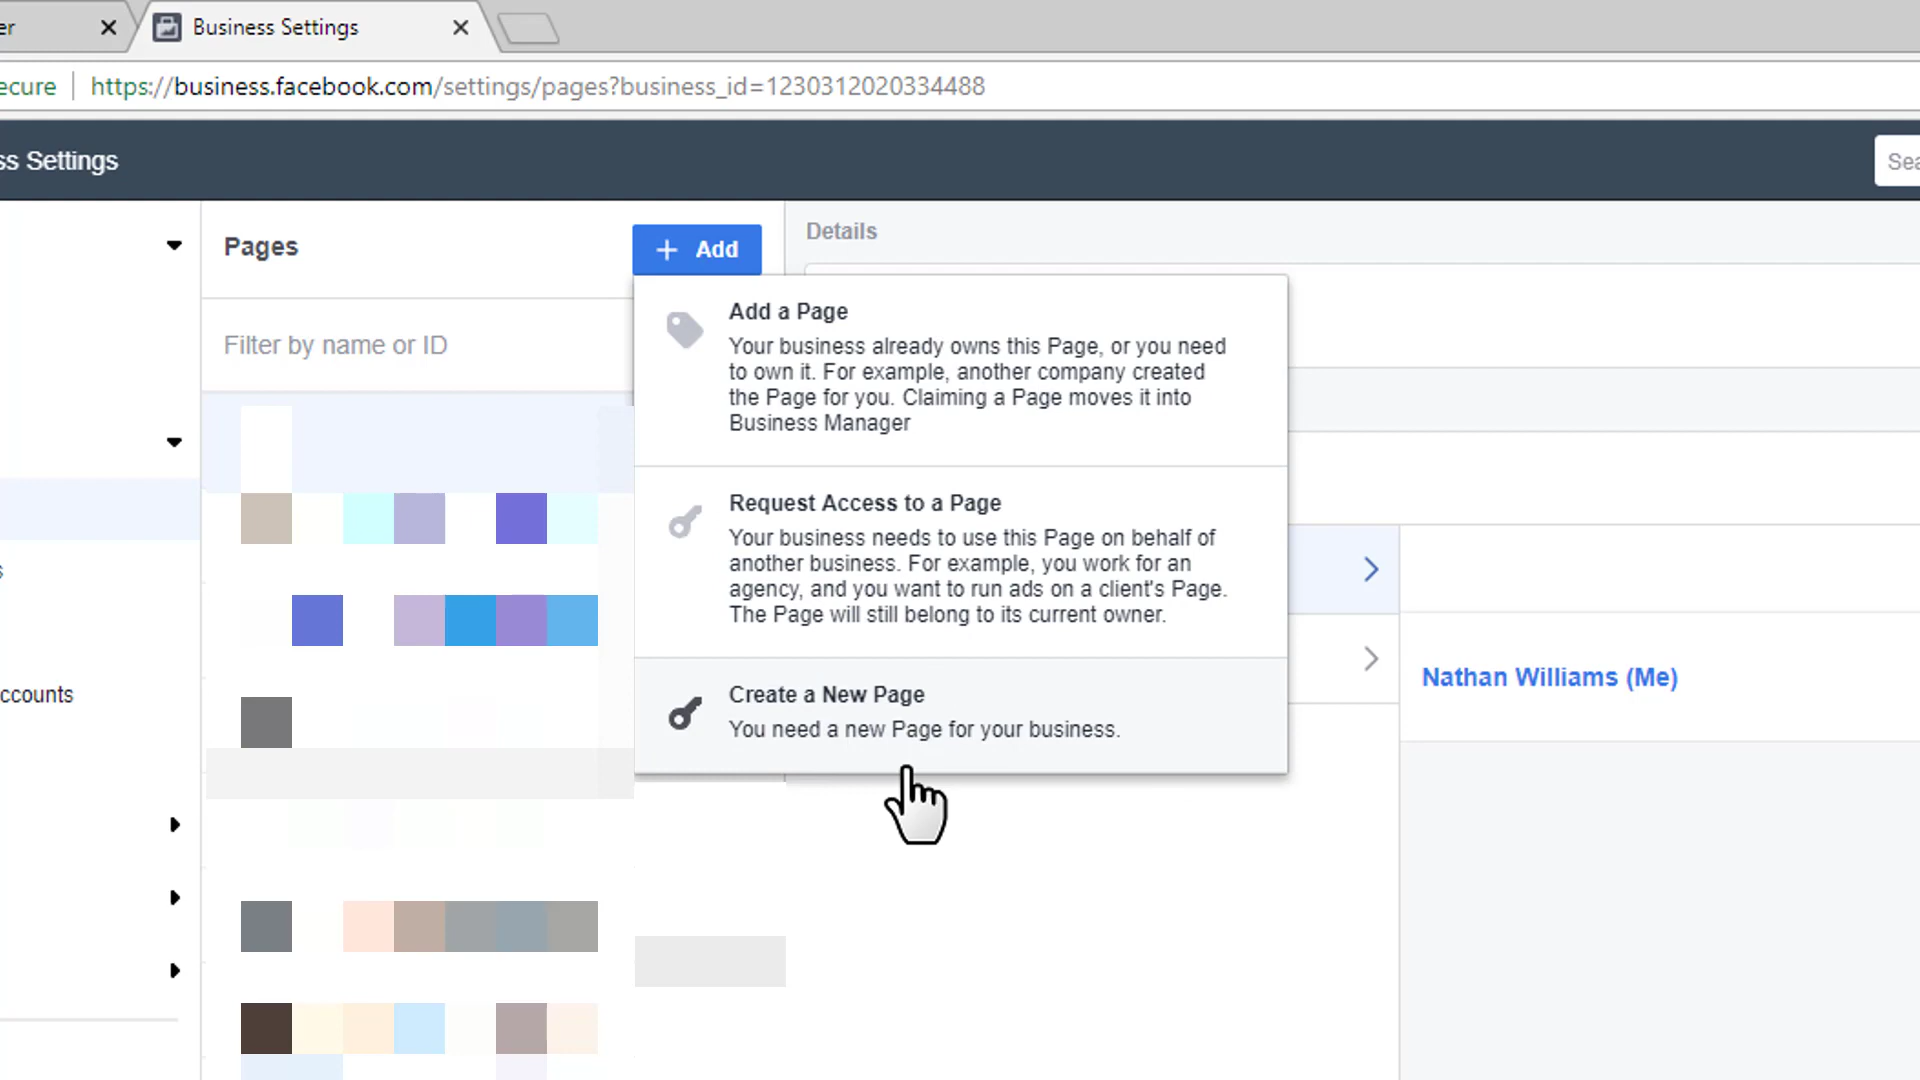 er
Business Settings
ecure
https://business.facebook.com/settings/pages?business_id=1230312020334488
ss Settings
Sea
Pages
+ Add
Details
Filter by name or ID
Add a Page
Your business already owns this Page, or you need
to own it. For example, another company created
the Page for you. Claiming a Page moves it into
Business Manager
Request Access to a Page
Your business needs to use this Page on behalf of
another business. For example, you work for an
agency, and you want to run ads on a client's Page.
The Page will still belong to its current owner.
s
ccounts
Create a New Page
You need a new Page for your business.
Nathan Williams (Me)